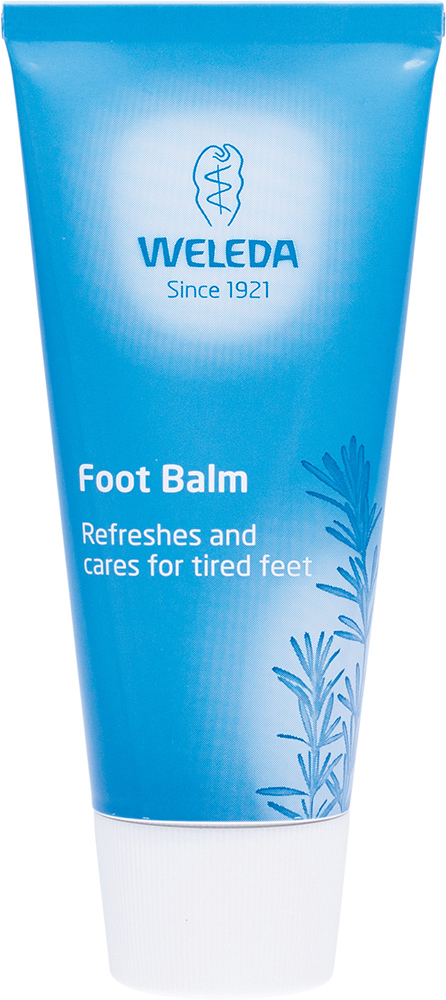 WELEDA
Since 1921
Foot Balm
Refreshes and
cares for tired feet